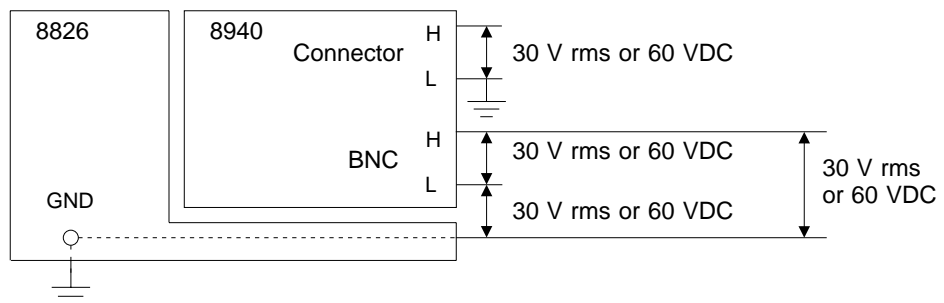 8826
8940
Connector
H
L
30 V rms or 60 VDC
BNC
H
L
30 V rms or 60 VDC
30 V rms or 60 VDC
30 V rms
or 60 VDC
GND